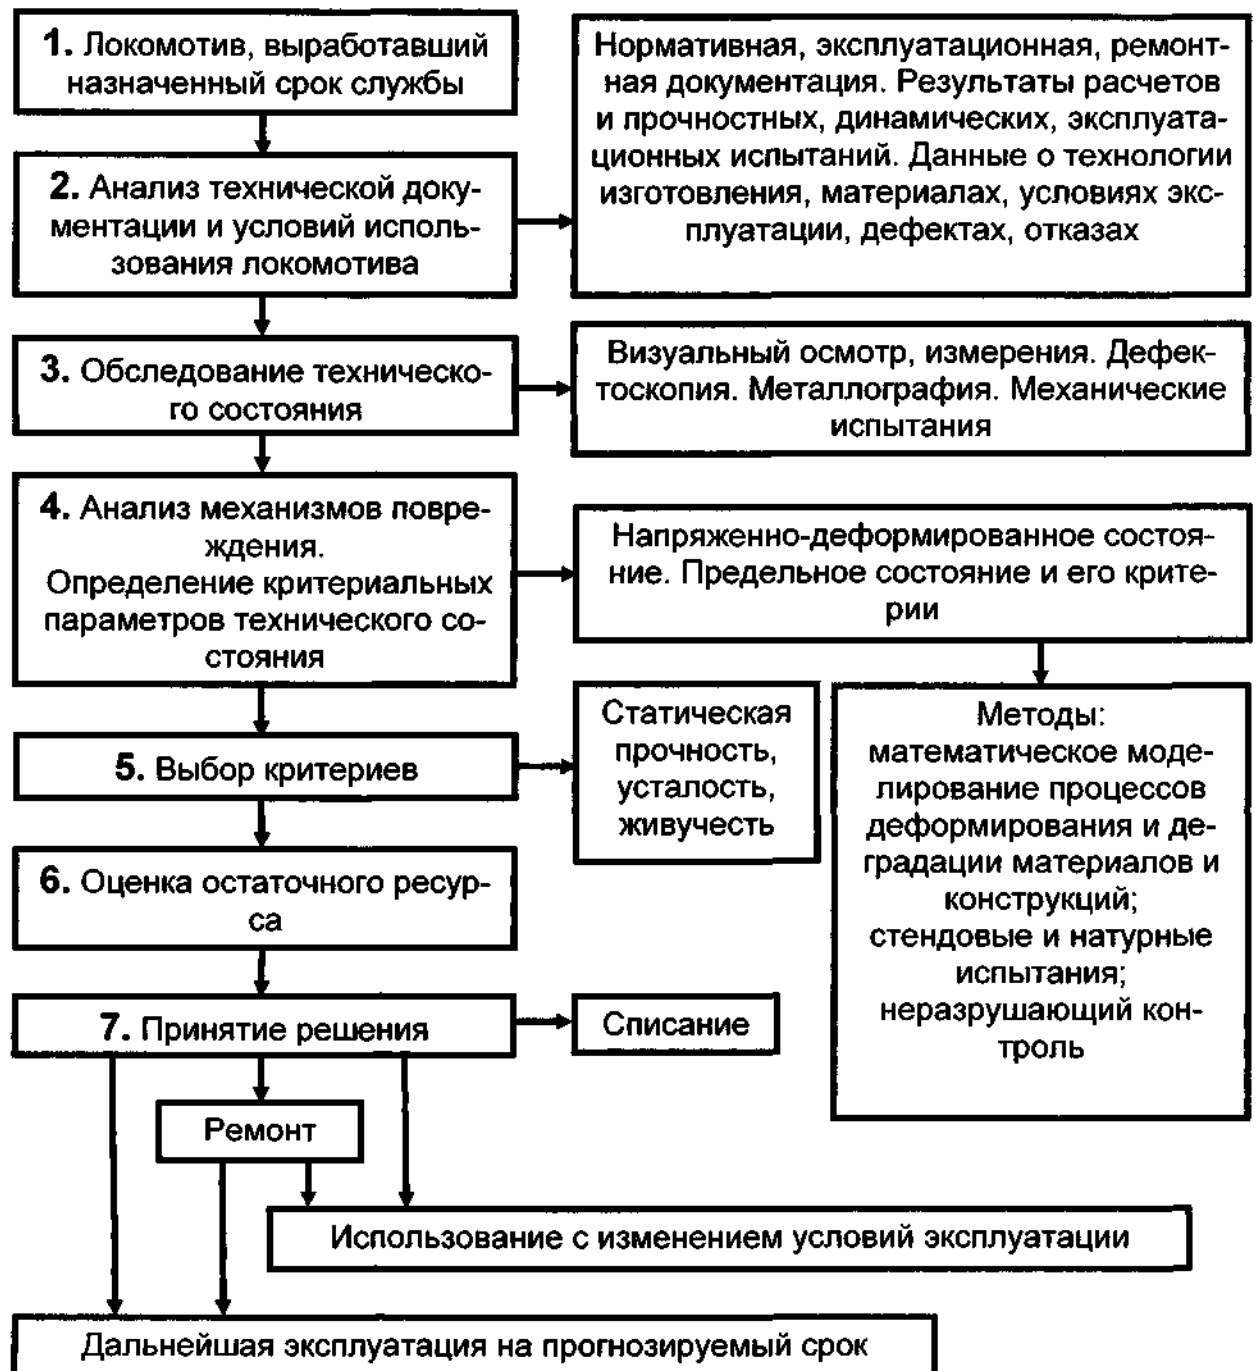 1. Локомотив, выработавший
назначенный срок службы
Нормативная, эксплуатационная, ремонт-
ная документация. Результаты расчетов
и прочностных, динамических, эксплуата-
ционных испытаний. Данные о технологии
изготовления, материалах, условиях экс-
плуатации, дефектах, отказах
2. Анализ технической доку-
ментации и условий исполь-
зования локомотива
3. Обследование техническо-
го состояния
Визуальный осмотр, измерения. Дефек-
тоскопия. Металлография. Механические
испытания
4. Анализ механизмов повре-
ждения.
Определение критериальных
параметров технического со-
стояния
Напряженно-деформированное состоя-
ние. Предельное состояние и его крите-
рии
Методы:
математическое моде-
лирование процессов
деформирования и де-
градации материалов и
конструкций;
стендовые и натурные
испытания;
неразрушающий кон-
троль
5. Выбор критериев
Статическая
прочность,
усталость,
живучесть
6. Оценка остаточного ресур-
са
7. Принятие решения
Списание
Ремонт
Использование с изменением условий эксплуатации
Дальнейшая эксплуатация на прогнозируемый срок